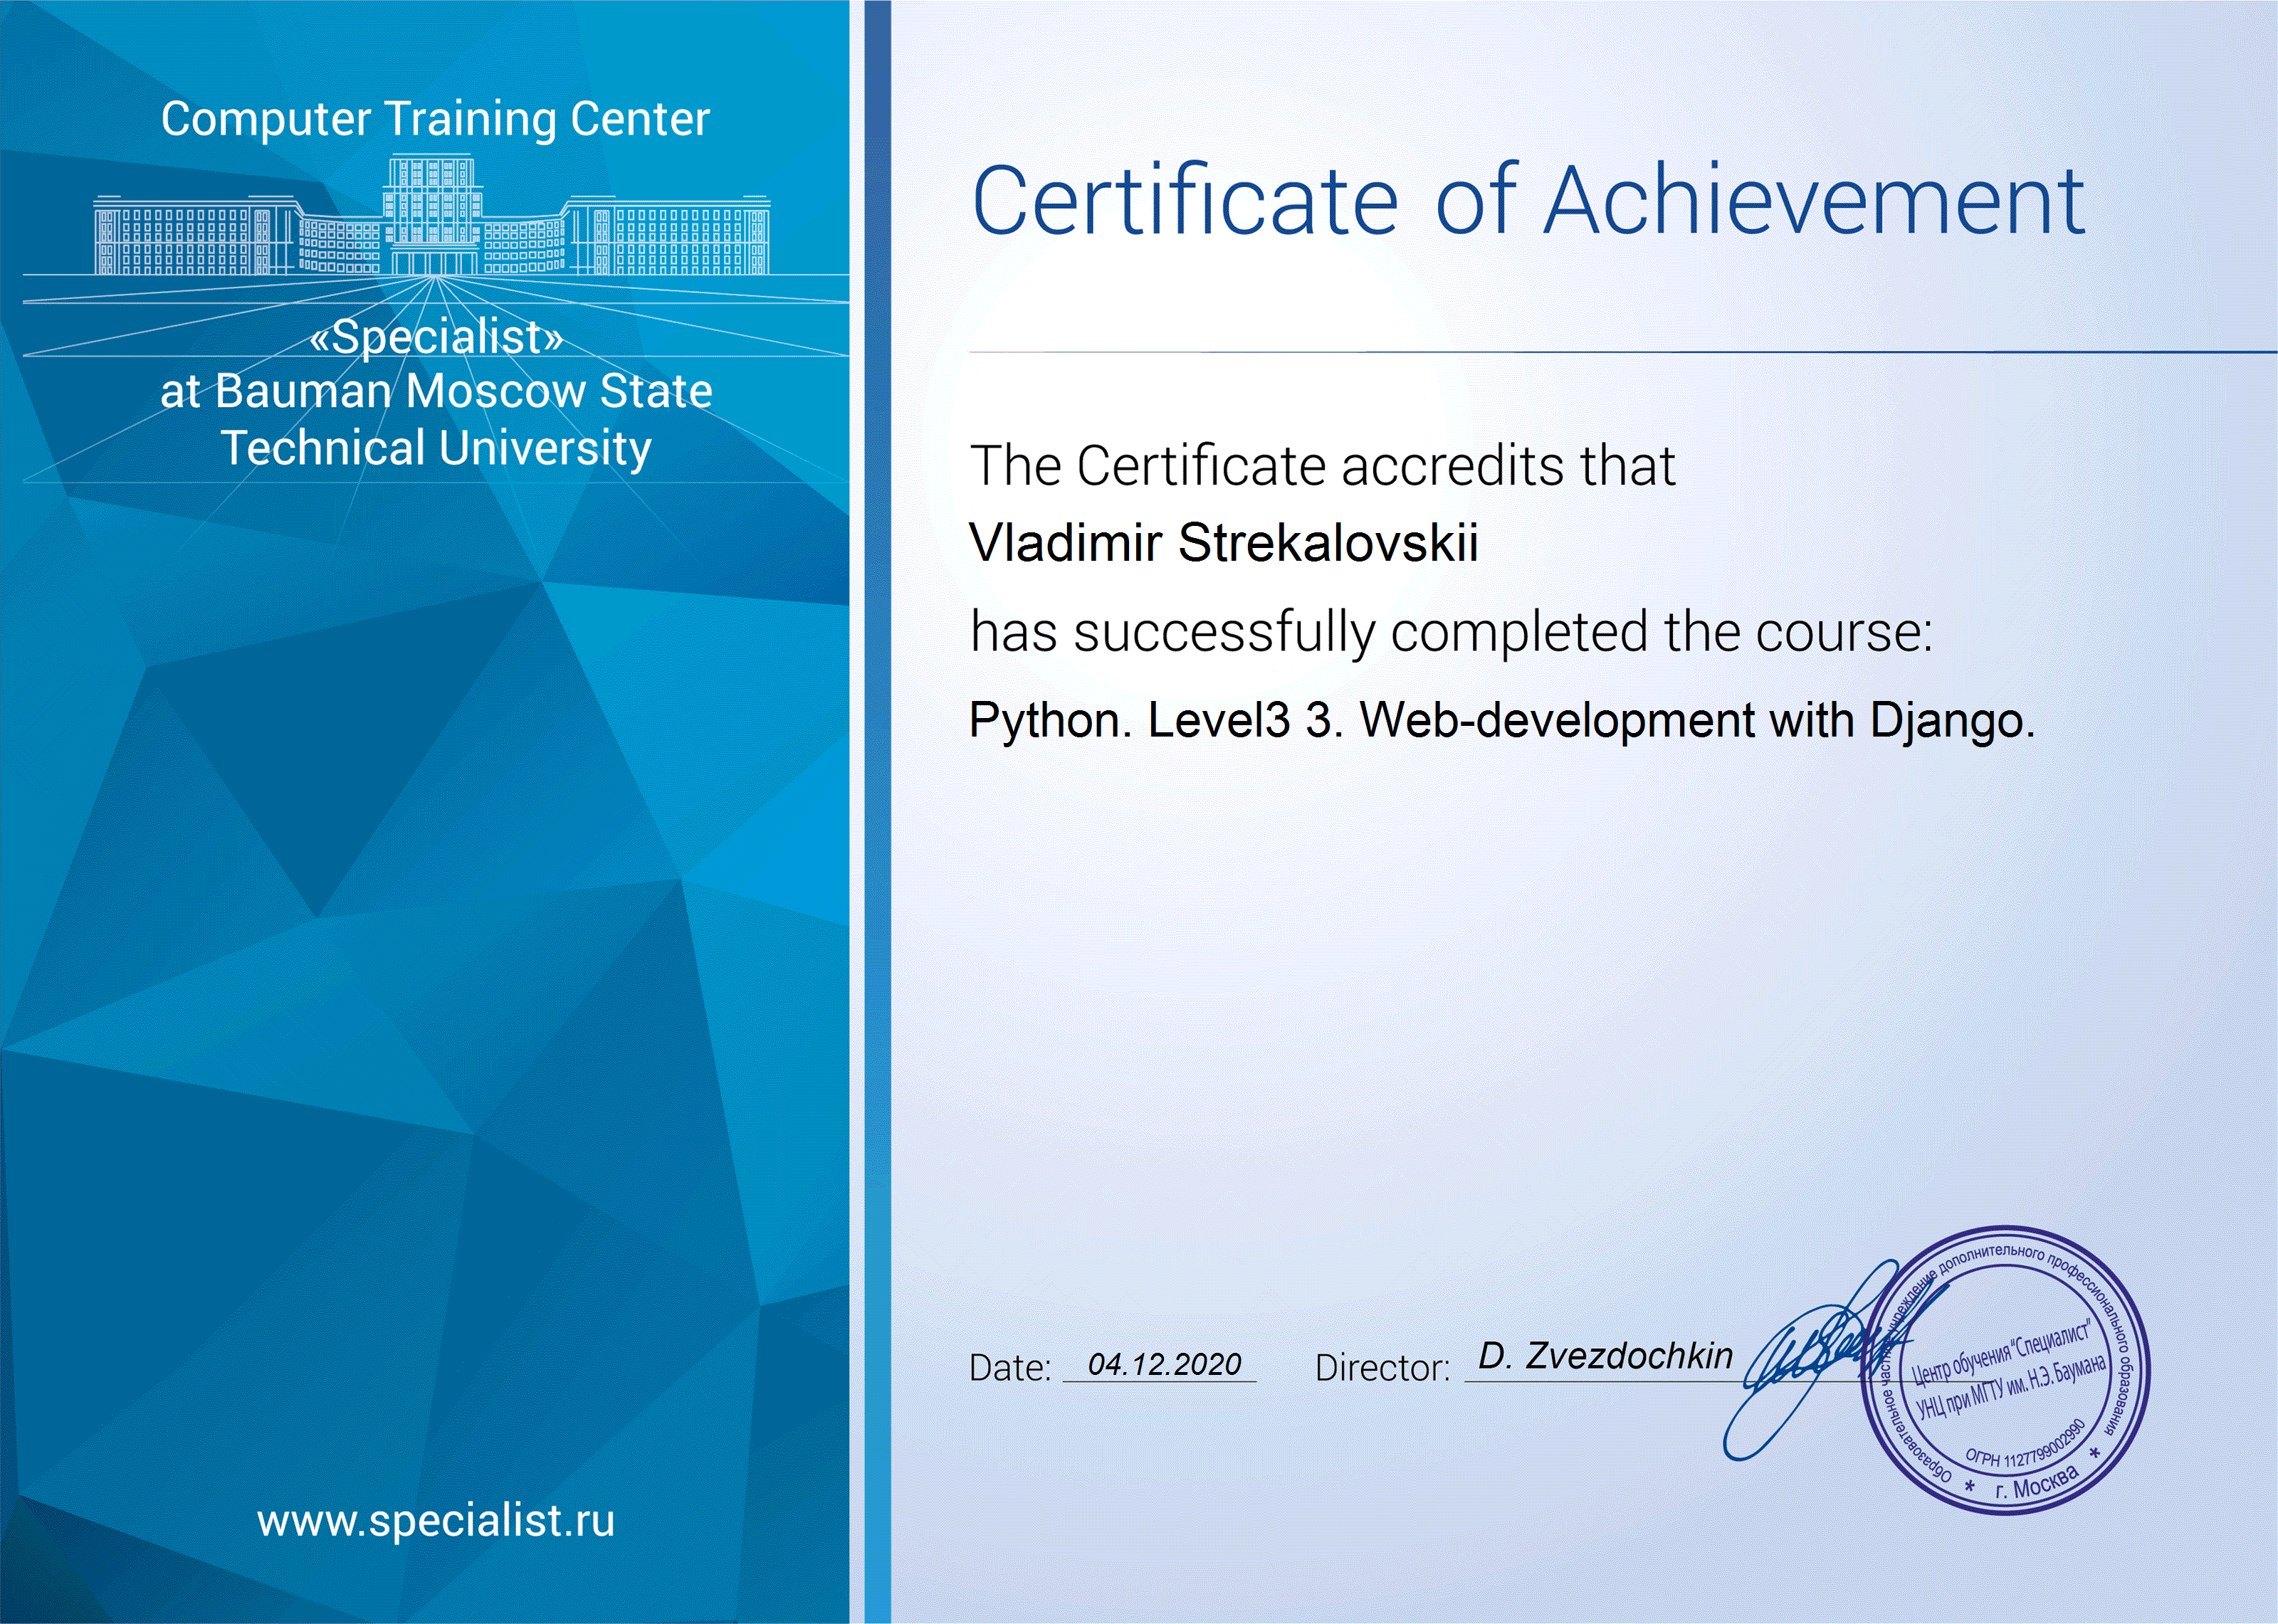 Computer Training Center
«Specialist»
at Bauman Moscow State
Technical University
www.specialist.ru
Certificate of Achievement
The Certificate accredits that
Vladimir Strekalovskii
has successfully completed the course:
Python. Level3 3. Web-development with Django.
Date: 04.12.2020 Director: D. Zvezdochkin
Образовательное частное учреждение дополнительного профессионального образования
Центр обучения "Специалист"
УНЦ при МГТУ им. Н.Э. Баумана
ОГРН 1127799002990
* г. Москва *